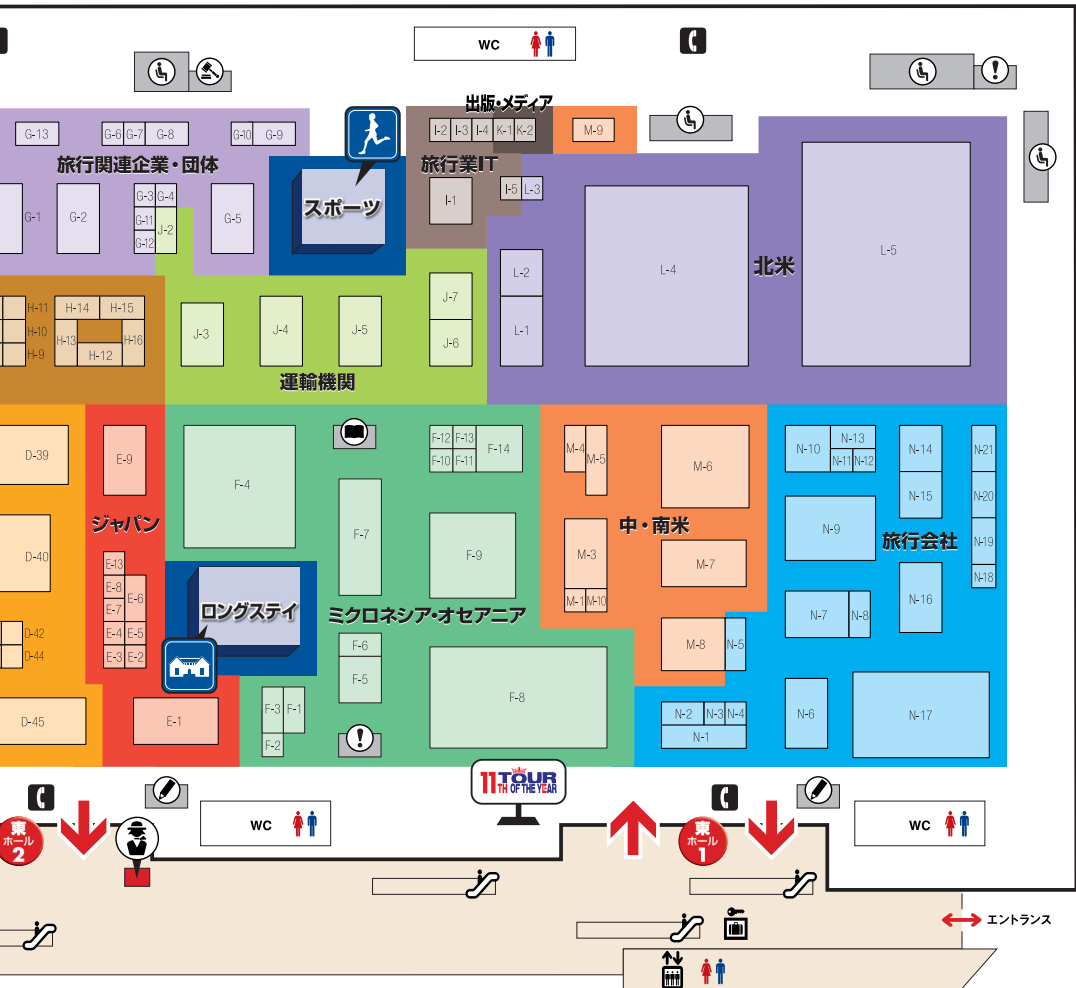 WC
出版・メディア
G-13
G-6
G-7
G-8
G-10
G-9
I-2
I-3
I-4
K-1
K-2
M-9
旅行関連企業・団体
旅行業IT
G-1
G-2
G-3
G-4
G-11
G-12
J-2
G-5
スポーツ
I-1
I-5
L-3
L-2
L-1
L-4
北米
L-5
H-11
H-10
H-9
H-14
H-15
H-13
H-12
H-16
J-3
J-4
J-5
J-7
J-6
運輸機関
D-39
E-9
F-4
F-12
F-13
F-10
F-11
F-14
M-4
M-5
M-6
N-10
N-13
N-11
N-12
N-14
N-15
N-21
N-20
N-19
N-18
ジャパン
D-40
F-7
F-9
中・南米
M-3
M-1
M-10
M-7
N-9
旅行会社
E-13
E-8
E-7
E-6
E-4
E-5
E-3
E-2
ロングステイ
ミクロネシア・オセアニア
N-7
N-8
N-16
D-42
D-44
F-6
F-5
F-8
M-8
N-5
D-45
E-1
F-3
F-1
F-2
N-2
N-3
N-4
N-1
N-6
N-17
11TH TOUR
OF THE YEAR
WC
WC
東
ホール
2
東
ホール
1
エントランス